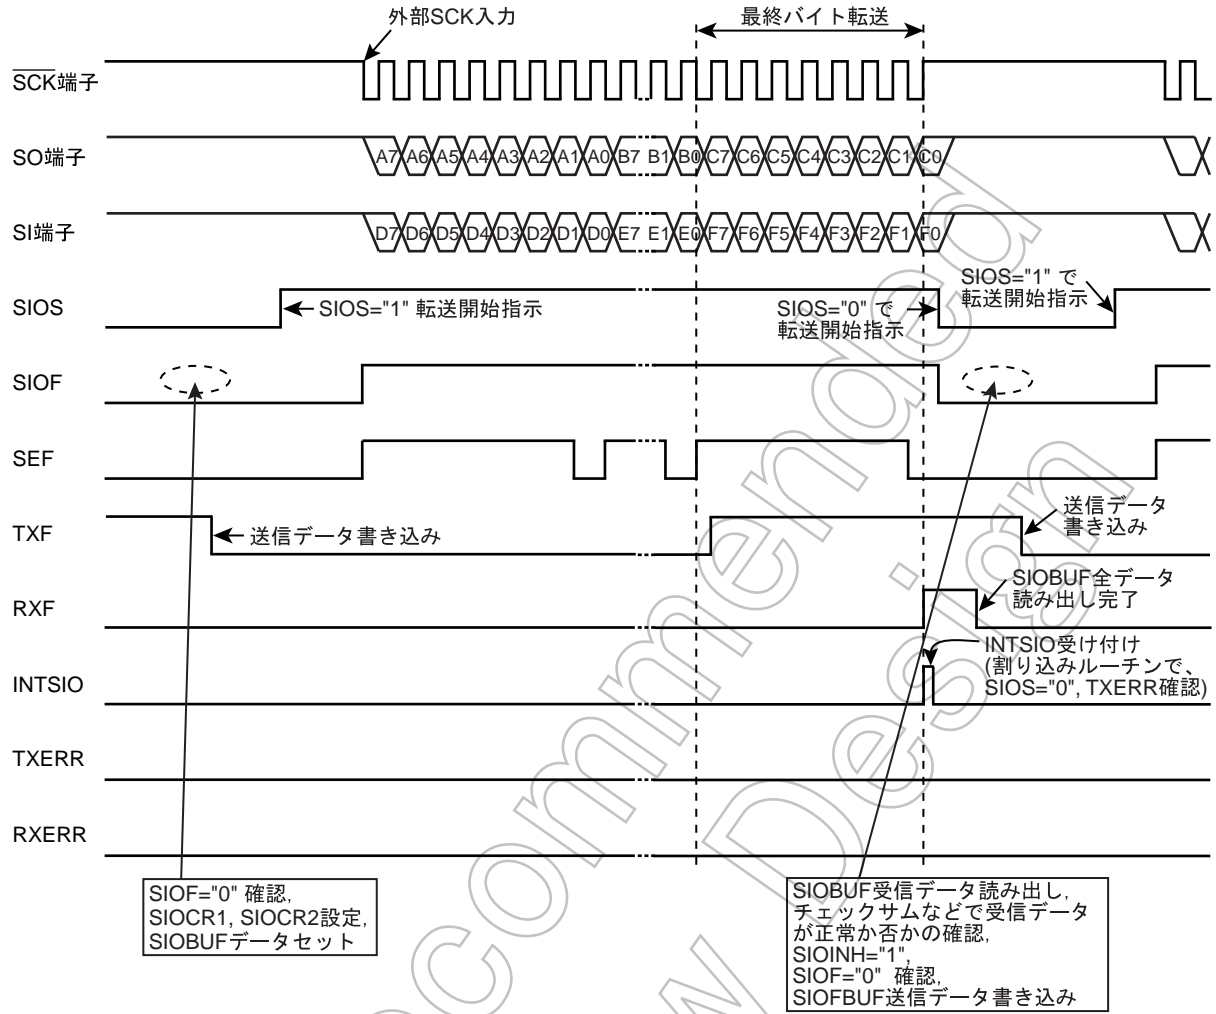 外部SCK入力
最終バイト転送
SCK端子
SO端子
A7 A6 A5 A4 A3 A2 A1 A0 B7 B1 B0 C7 C6 C5 C4 C3 C2 C1 C0
SI端子
D7 D6 D5 D4 D3 D2 D1 D0 E7 E1 E0 F7 F6 F5 F4 F3 F2 F1 F0
SIOS
SIOS="1" 転送開始指示
SIOS="0" で
転送開始指示
SIOS="1" で
転送開始指示
SIOF
SEF
TXF
送信データ書き込み
送信データ
書き込み
RXF
SIOBUF全データ
読み出し完了
INTSIO
INTSIO受け付け
(割り込みルーチンで、
SIOS="0", TXERR確認)
TXERR
RXERR
SIOF="0" 確認,
SIOCR1, SIOCR2設定,
SIOBUFデータセット
SIOBUF受信データ読み出し,
チェックサムなどで受信データ
が正常か否かの確認,
SIOINH="1",
SIOF="0" 確認,
SIOFBUF送信データ書き込み
ecommended
w Design